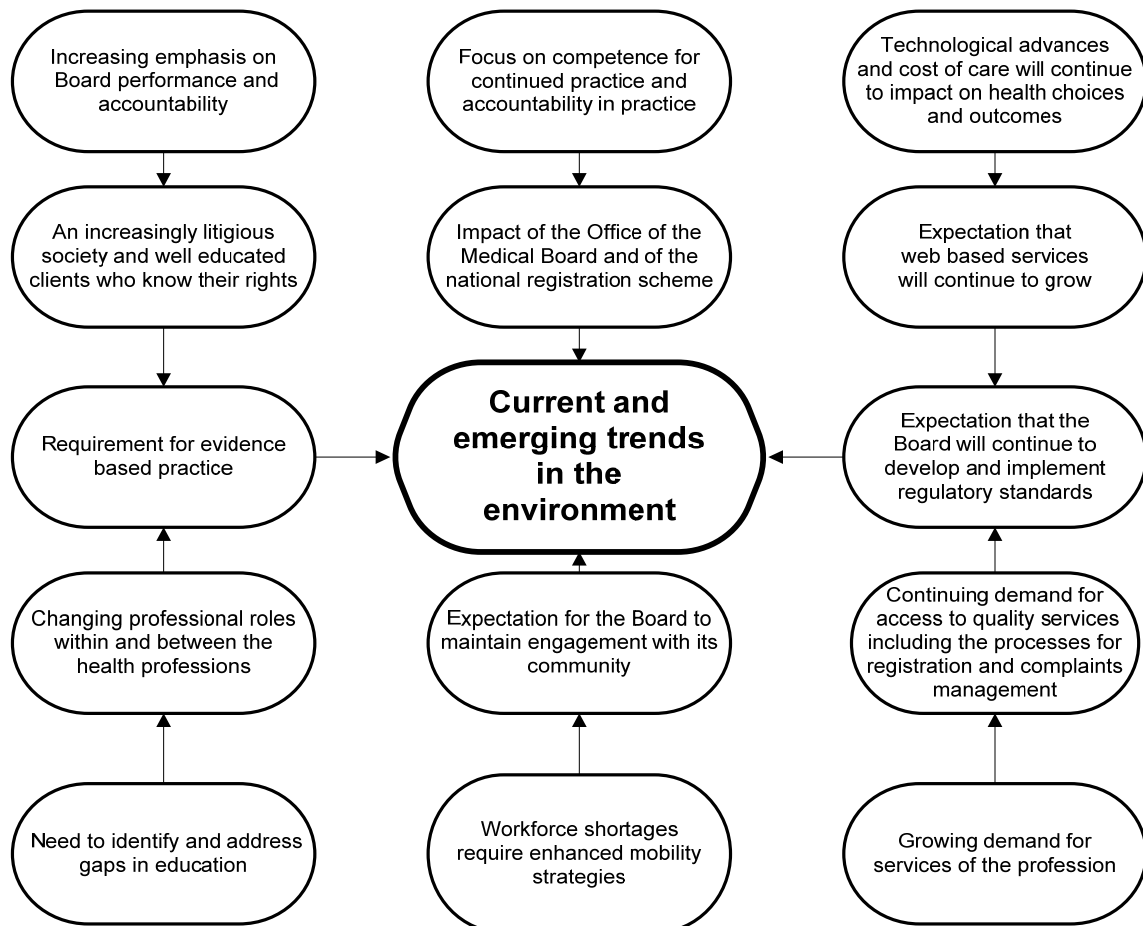 Increasing emphasis on
Board performance and
accountability
Focus on competence for
continued practice and
accountability in practice
Technological advances
and cost of care will continue
to impact on health choices
and outcomes
An increasingly litigious
society and well educated
clients who know their rights
Impact of the Office of the
Medical Board and of the
national registration scheme
Expectation that
web based services
will continue to grow
Requirement for evidence
based practice
Current and
emerging trends
in the
environment
Expectation that the
Board will continue to
develop and implement
regulatory standards
Changing professional roles
within and between the
health professions
Expectation for the Board to
maintain engagement with its
community
Continuing demand for
access to quality services
including the processes for
registration and complaints
management
Need to identify and address
gaps in education
Workforce shortages
require enhanced mobility
strategies
Growing demand for
services of the profession